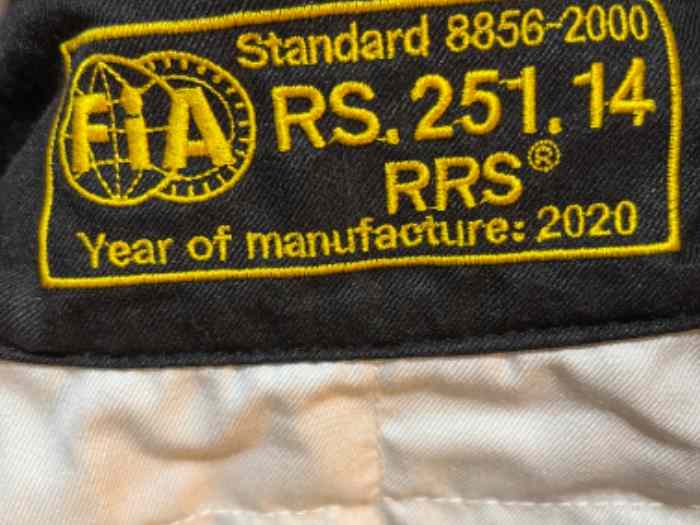 Standard 8856-2000
FIA
RS.251.14
RRS®
Year of manufacture: 2020